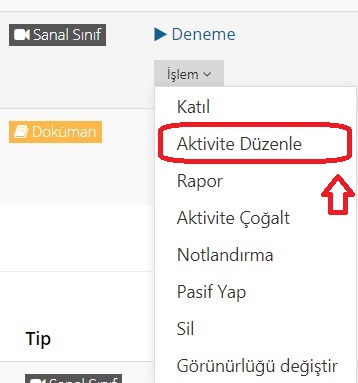 Sanal Sınıf
Deneme
İşlem
Katıl
Doküman
Aktivite Düzenle
Rapor
Aktivite Çoğalt
Notlandırma
Pasif Yap
Tip
Sil
Görünürlüğü değiştir
Sanal Sınıf